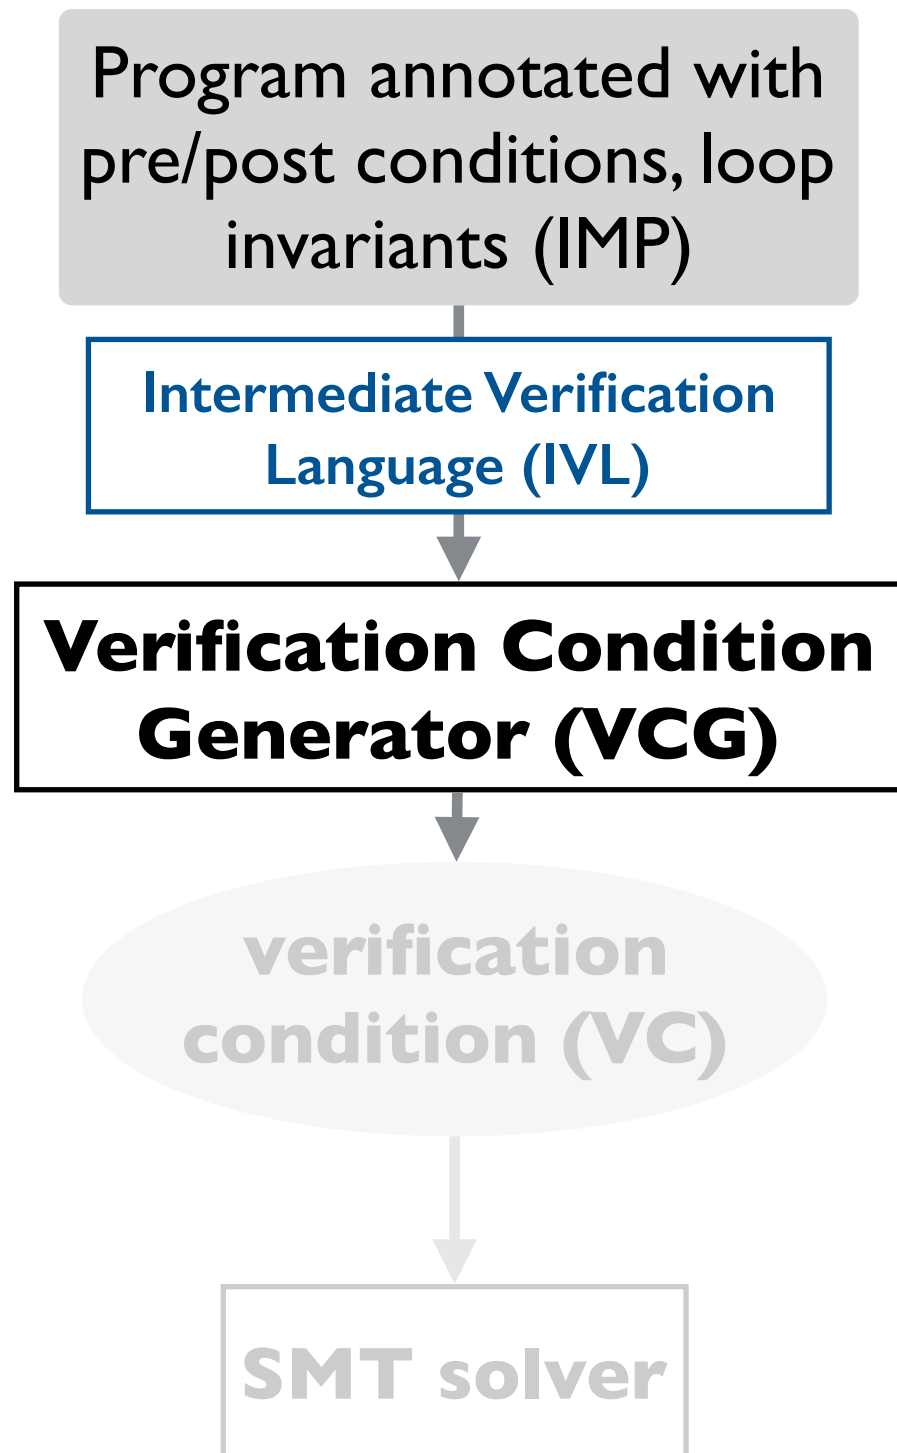 Program annotated with
pre/post conditions, loop
invariants (IMP)
Intermediate Verification
Language (IVL)
Verification Condition
Generator (VCG)
verification
condition (VC)
SMT solver